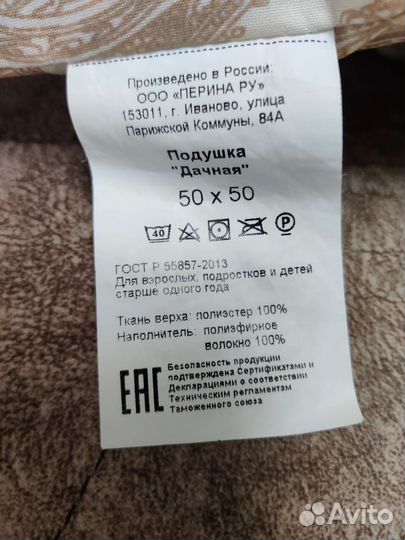 Произведено в России:
ООО «ПЕРИНА РУ»
153011, г. Иваново, улица
Парижской Коммуны, 84А
Подушка
"Дачная"
50 x 50
40
P
ГОСТ Р 55857-2013
Для взрослых, подростков и детей
старше одного года
Ткань верха: полиэстер 100%
Наполнитель: полиэфирное
волокно 100%
EAC
Безопасность продукции
подтверждена Сертификатами и
Декларациями о соответствии
Техническим регламентам
Таможенного союза
Avito